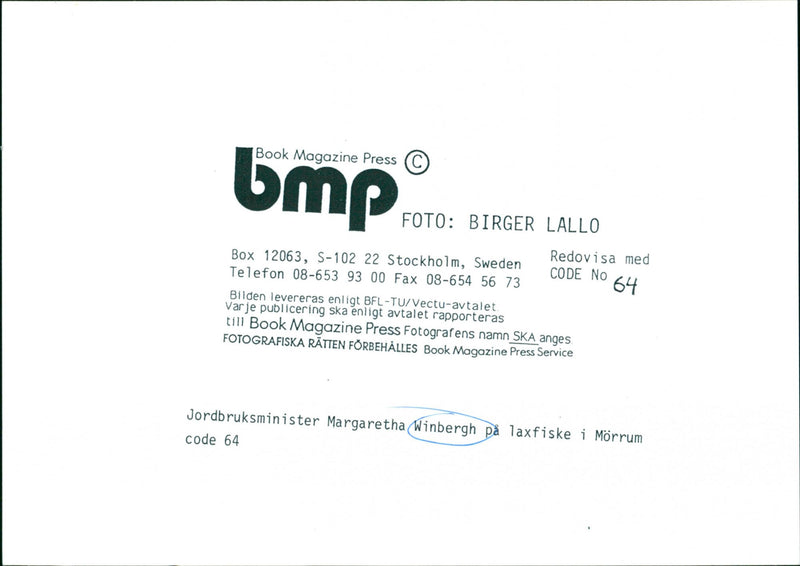 Book Magazine Press ©
bmp
FOTO: BIRGER LALLO
Box 12063, S-102 22 Stockholm, Sweden
Telefon 08-653 93 00 Fax 08-654 56 73
Redovisa med
CODE No 64
Bilden levereras enligt BFL-TU/Vectu-avtalet.
Varje publicering ska enligt avtalet rapporteras
till Book Magazine Press Fotografens namn SKA anges.
FOTOGRAFISKA RÄTTEN FÖRBEHÅLLES Book Magazine Press Service
Jordbruksminister Margaretha Winbergh på laxfiske i Mörrum
code 64